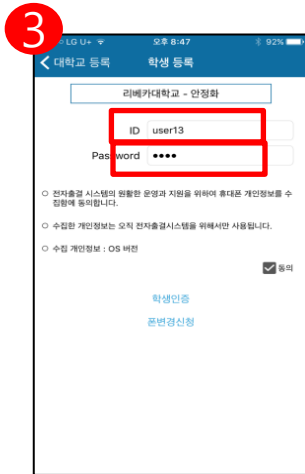 3
LG U+ 오후 8:47 92%
대학교 등록 학생 등록
리베카대학교 - 안정화
ID user13
Password ••••
○ 전자출결 시스템의 원활한 운영과 지원을 위하여 휴대폰 개인정보를 수
집함에 동의합니다.
○ 수집한 개인정보는 오직 전자출결시스템을 위해서만 사용됩니다.
○ 수집 개인정보 : OS 버전
동의
학생인증
폰변경신청